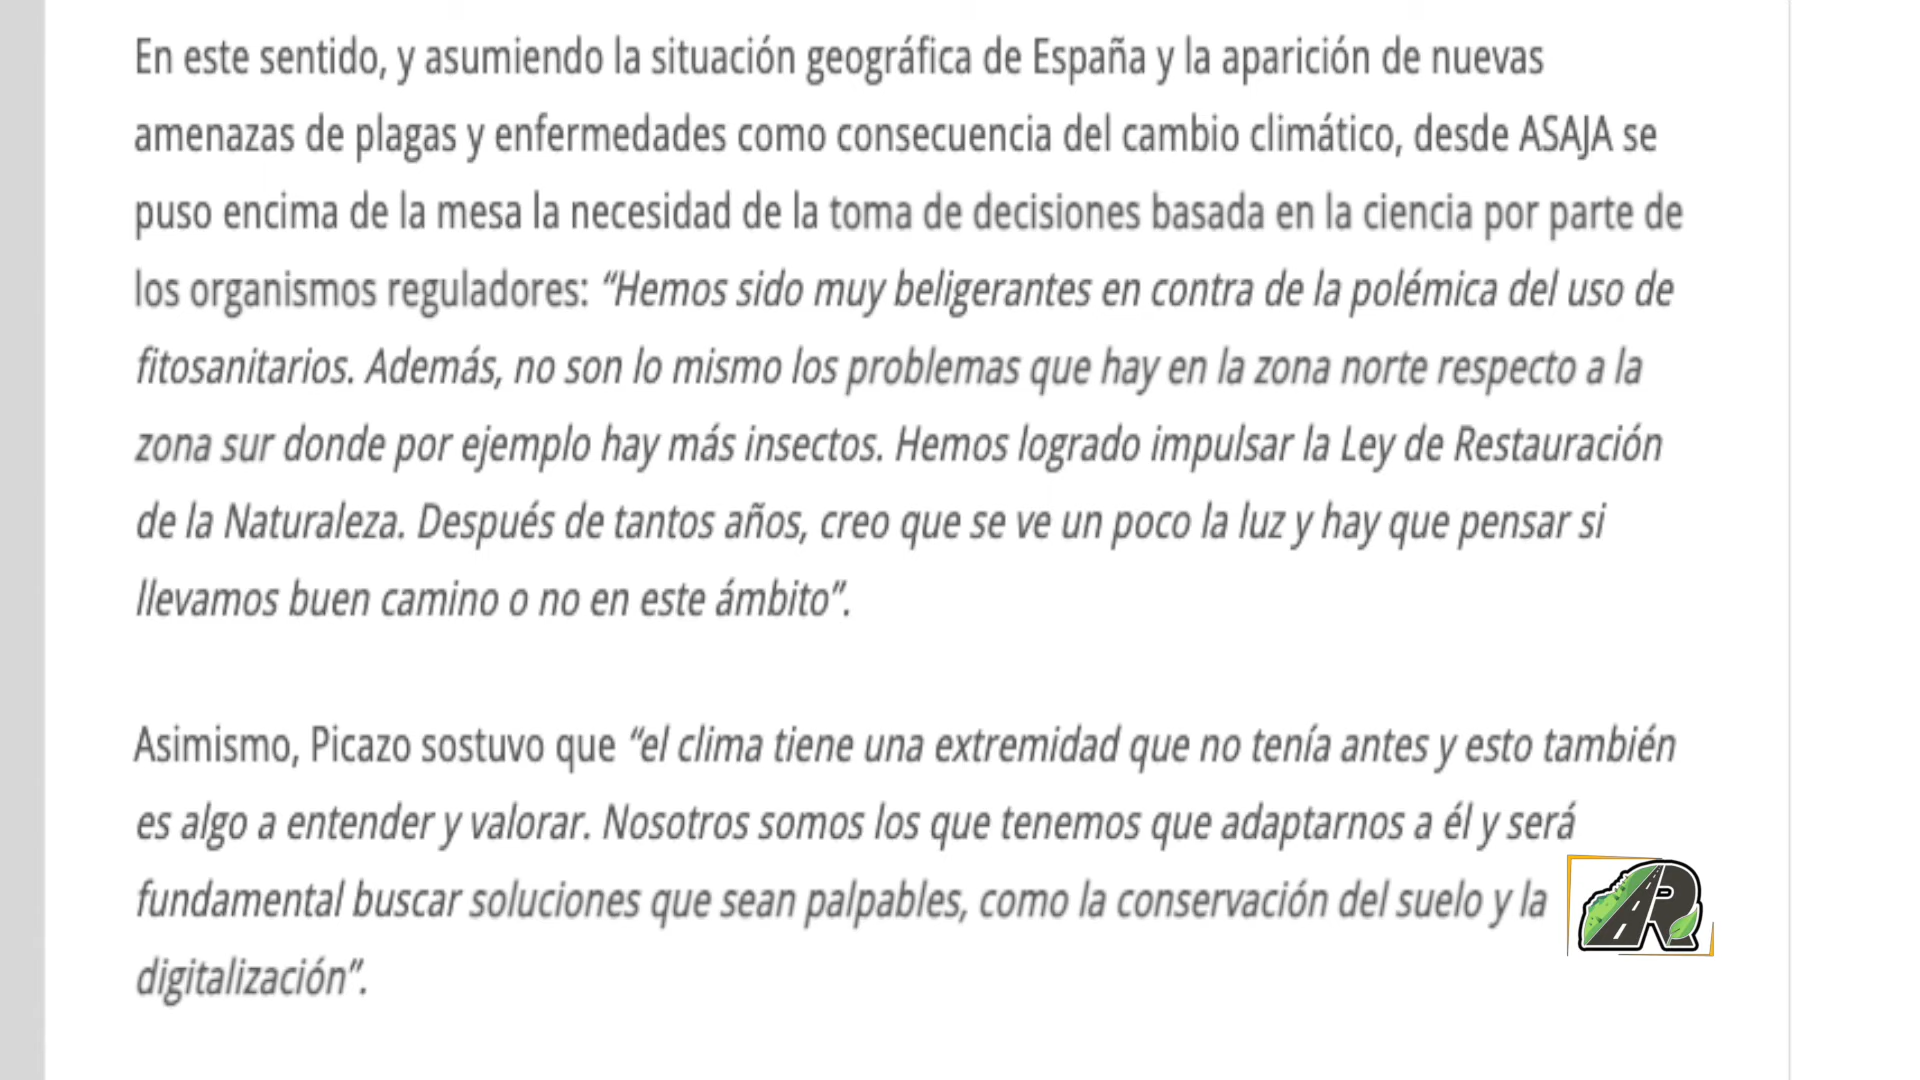 En este sentido, y asumiendo la situación geográfica de España y la aparición de nuevas
amenazas de plagas y enfermedades como consecuencia del cambio climático, desde ASAJA se
puso encima de la mesa la necesidad de la toma de decisiones basada en la ciencia por parte de
los organismos reguladores: “Hemos sido muy beligerantes en contra de la polémica del uso de
fitosanitarios. Además, no son lo mismo los problemas que hay en la zona norte respecto a la
zona sur donde por ejemplo hay más insectos. Hemos logrado impulsar la Ley de Restauración
de la Naturaleza. Después de tantos años, creo que se ve un poco la luz y hay que pensar si
llevamos buen camino o no en este ámbito”.
Asimismo, Picazo sostuvo que “el clima tiene una extremidad que no tenía antes y esto también
es algo a entender y valorar. Nosotros somos los que tenemos que adaptarnos a él y será
fundamental buscar soluciones que sean palpables, como la conservación del suelo y la
digitalización”.